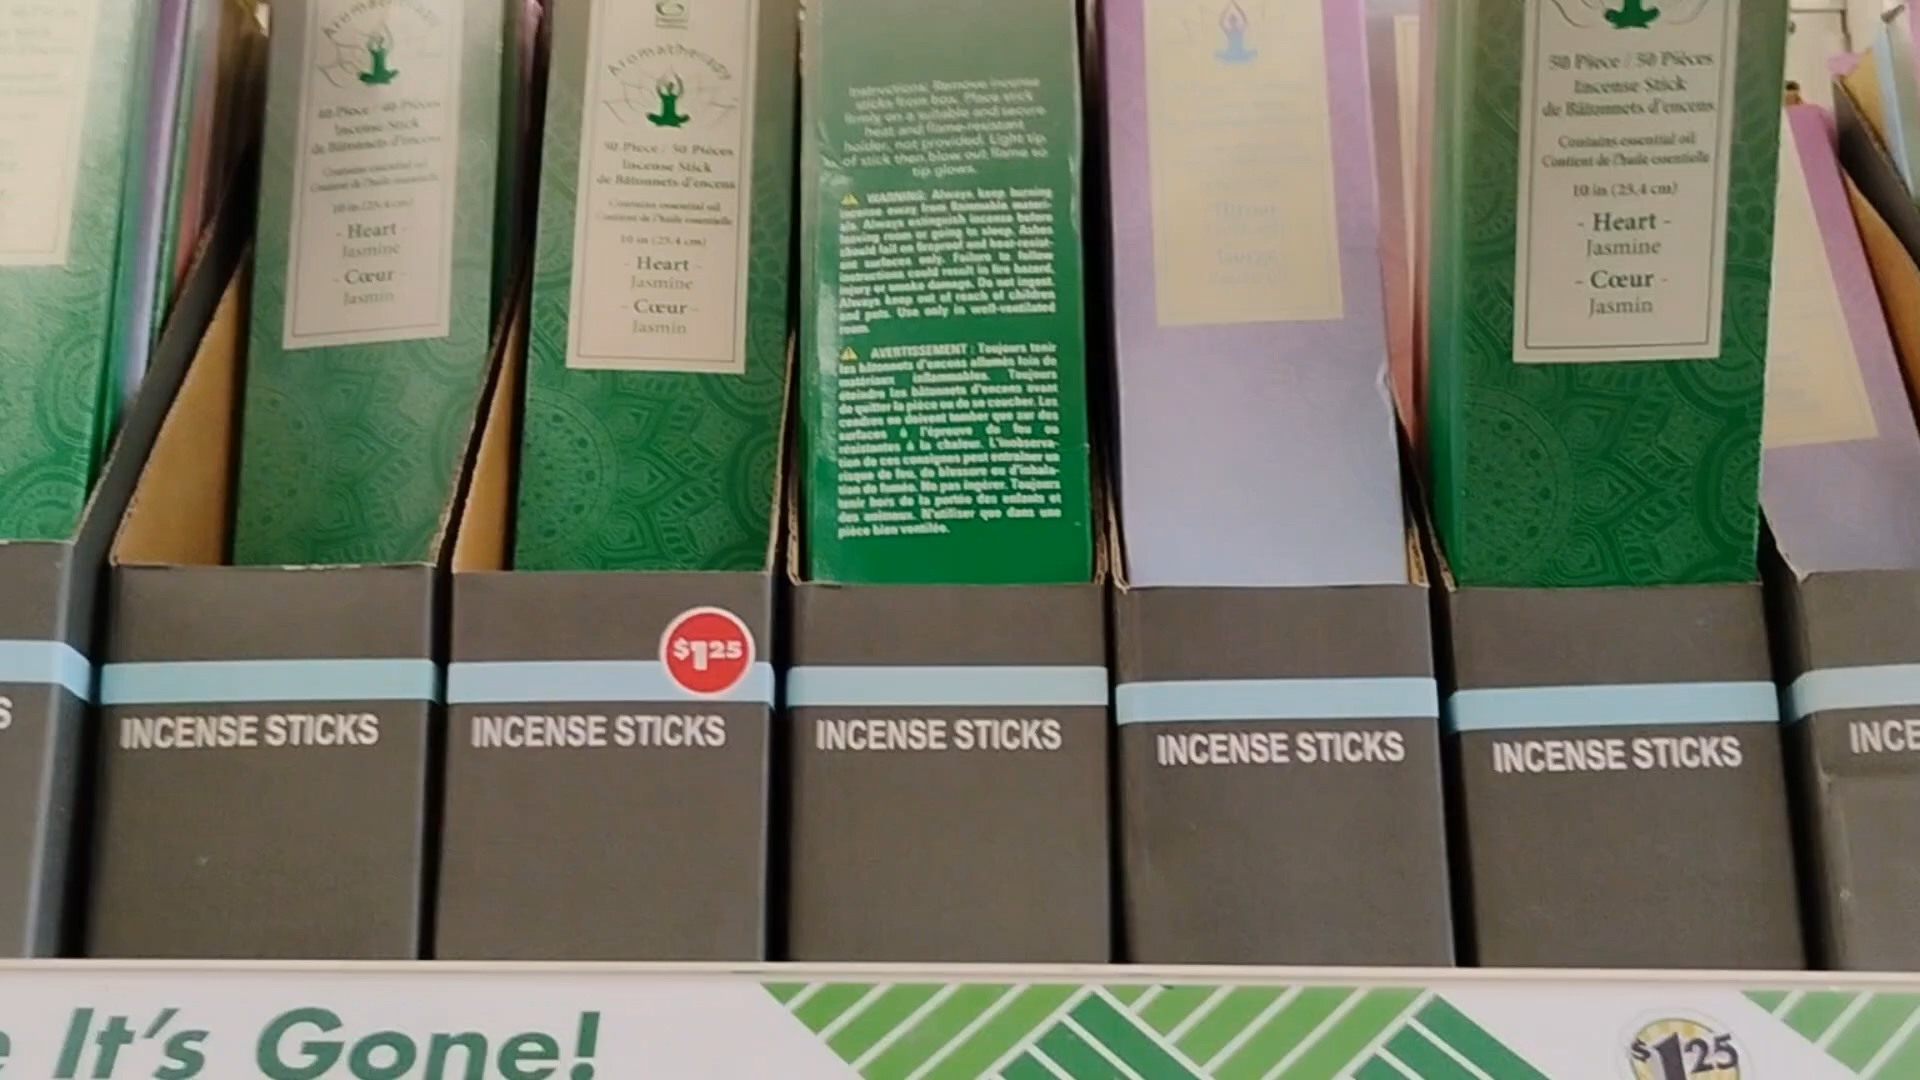 Aromatherapy
40 Piece / 40 Pièces
Incense Stick
de Bâtonnets d'encens
Contains essential oil
Contient de l'huile essentielle
10 in (25.4 cm)
- Heart -
Jasmine
- Cœur -
Jasmin
Aromatherapy
50 Piece / 50 Pièces
Incense Stick
de Bâtonnets d'encens
Contains essential oil
Contient de l'huile essentielle
10 in (25.4 cm)
- Heart -
Jasmine
- Cœur -
Jasmin
Instructions: Remove incense
sticks from box. Place stick
firmly on a suitable and secure
heat and flame-resistant
holder, not provided. Light tip
of stick then blow out flame so
tip glows.
WARNING: Always keep burning
incense away from flammable materi-
als. Always extinguish incense before
leaving room or going to sleep. Ashes
should fall on fireproof and heat-resist-
ant surfaces only. Failure to follow
instructions could result in fire hazard,
injury or smoke damage. Do not ingest.
Always keep out of reach of children
and pets. Use only in well-ventilated
room.
AVERTISSEMENT : Toujours tenir
les bâtonnets d'encens allumés loin de
matériaux inflammables. Toujours
éteindre les bâtonnets d'encens avant
de quitter la pièce ou de se coucher. Les
cendres ne doivent tomber que sur des
surfaces à l'épreuve du feu ou
résistantes à la chaleur. L'inobserva-
tion de ces consignes peut entraîner un
risque de feu, de blessure ou d'inhala-
tion de fumée. Ne pas ingérer. Toujours
tenir hors de la portée des enfants et
des animaux. N'utiliser que dans une
pièce bien ventilée.
Throat
Gorge
50 Piece / 50 Pièces
Incense Stick
de Bâtonnets d'encens
Contains essential oil
Contient de l'huile essentielle
10 in (25.4 cm)
- Heart -
Jasmine
- Cœur -
Jasmin
$1.25
INCENSE STICKS
INCENSE STICKS
INCENSE STICKS
INCENSE STICKS
INCENSE STICKS
INCE
It's Gone!
$1.25